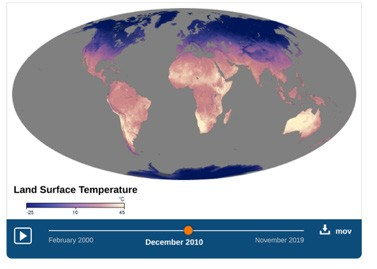 Land Surface Temperature
°C
-25 10 45
mov
February 2000 December 2010 November 2019